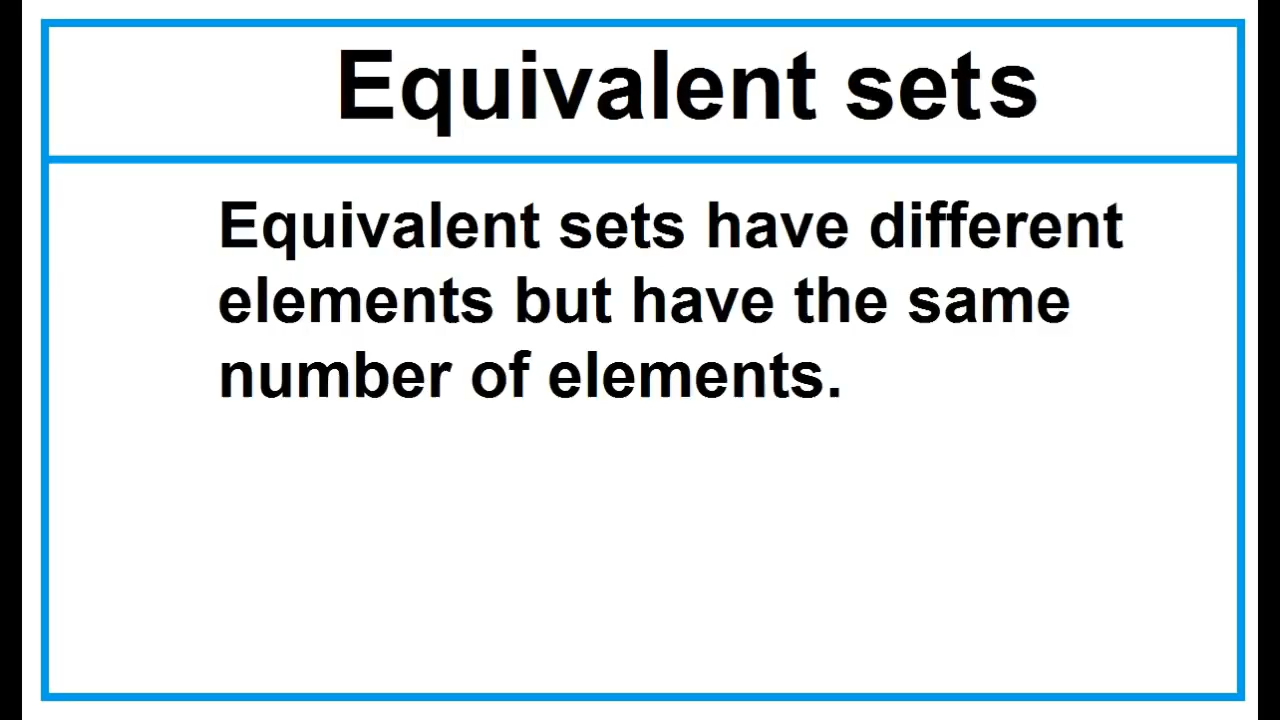 Equivalent sets
Equivalent sets have different
elements but have the same
number of elements.